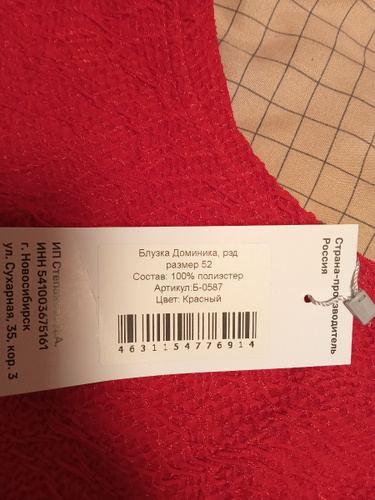 Блузка Доминика, рзд
размер 52
Состав: 100% полиэстер
Артикул:Б-0587
Цвет: Красный
4631154776914
ИП
ИНН 541003675161
г. Новосибирск
ул. Сухарная, 35, кор. 3
Страна-производитель
Россия